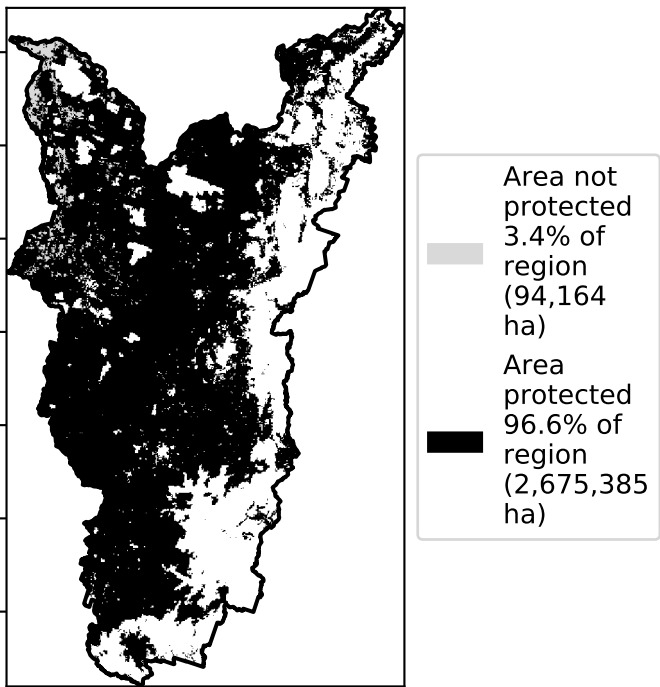 Area not
protected
3.4% of
region
(94,164
ha)
Area
protected
96.6% of
region
(2,675,385
ha)